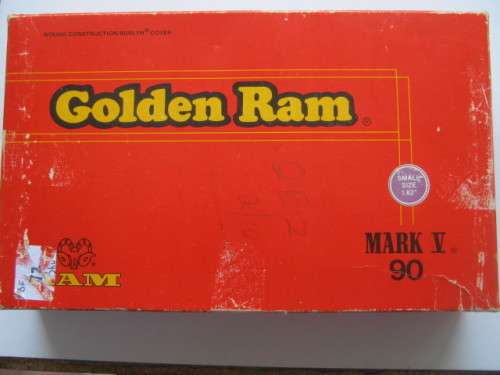 WOUND CONSTRUCTION/SURLYN® COVER
Golden Ram®
SMALL
SIZE
1.62"
MARK V®
90
RAM